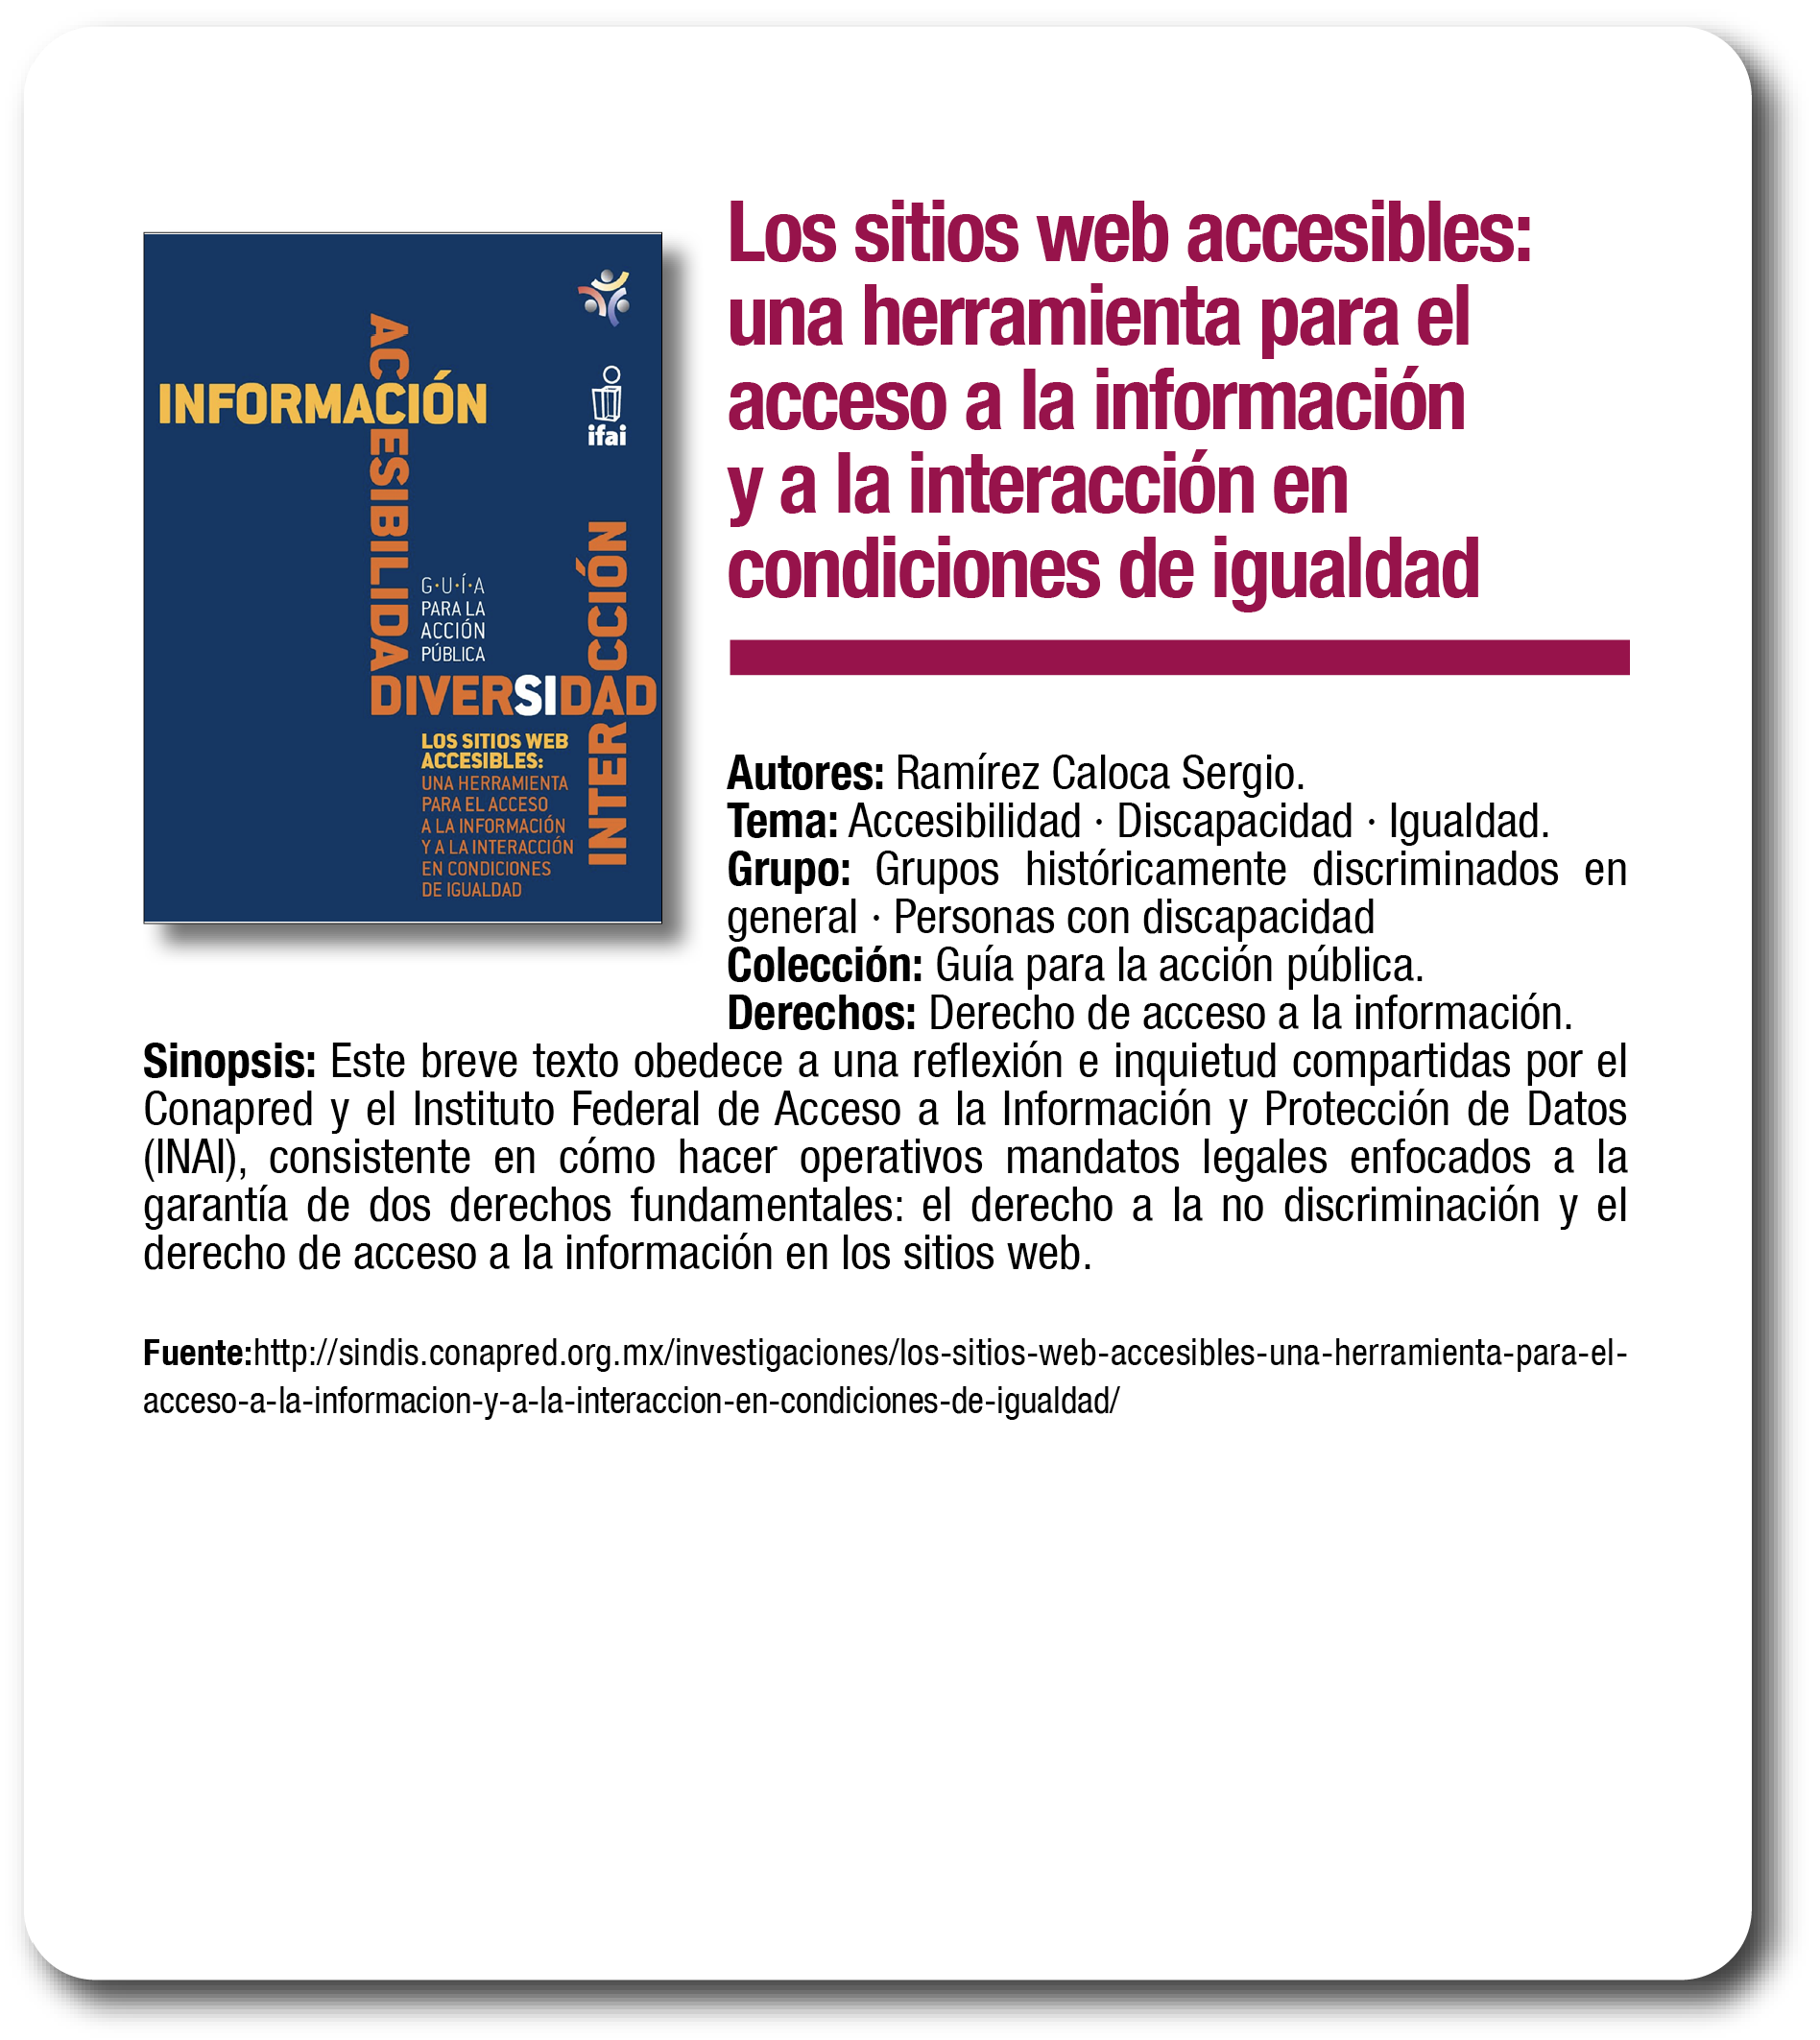 Los sitios web accesibles:
una herramienta para el
acceso a la información
y a la interacción en
condiciones de igualdad
INFORMACIÓN
ACCESIBILIDAD
ifai
G·U·Í·A
PARA LA
ACCIÓN
PÚBLICA
DIVERSIDAD
INTERACCIÓN
LOS SITIOS WEB
ACCESIBLES:
UNA HERRAMIENTA
PARA EL ACCESO
A LA INFORMACIÓN
Y A LA INTERACCIÓN
EN CONDICIONES
DE IGUALDAD
Autores: Ramírez Caloca Sergio.
Tema: Accesibilidad · Discapacidad · Igualdad.
Grupo: Grupos históricamente discriminados en
general · Personas con discapacidad
Colección: Guía para la acción pública.
Derechos: Derecho de acceso a la información.
Sinopsis: Este breve texto obedece a una reflexión e inquietud compartidas por el
Conapred y el Instituto Federal de Acceso a la Información y Protección de Datos
(INAI), consistente en cómo hacer operativos mandatos legales enfocados a la
garantía de dos derechos fundamentales: el derecho a la no discriminación y el
derecho de acceso a la información en los sitios web.
Fuente:http://sindis.conapred.org.mx/investigaciones/los-sitios-web-accesibles-una-herramienta-para-el-
acceso-a-la-informacion-y-a-la-interaccion-en-condiciones-de-igualdad/